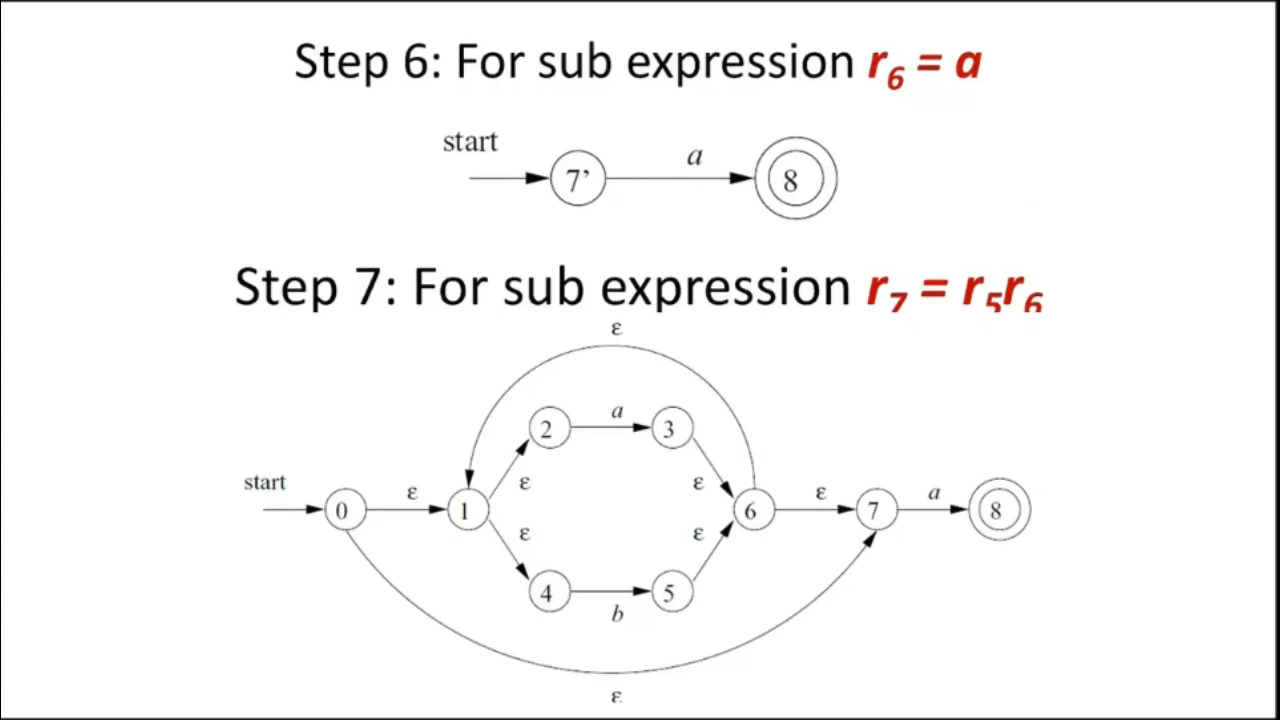 Step 6: For sub expression r6 = a
start
a
7’
8
Step 7: For sub expression r7 = r5r6
ε
2
a
3
start
ε
ε
ε
ε
a
0
1
6
7
8
ε
ε
4
5
b
ε